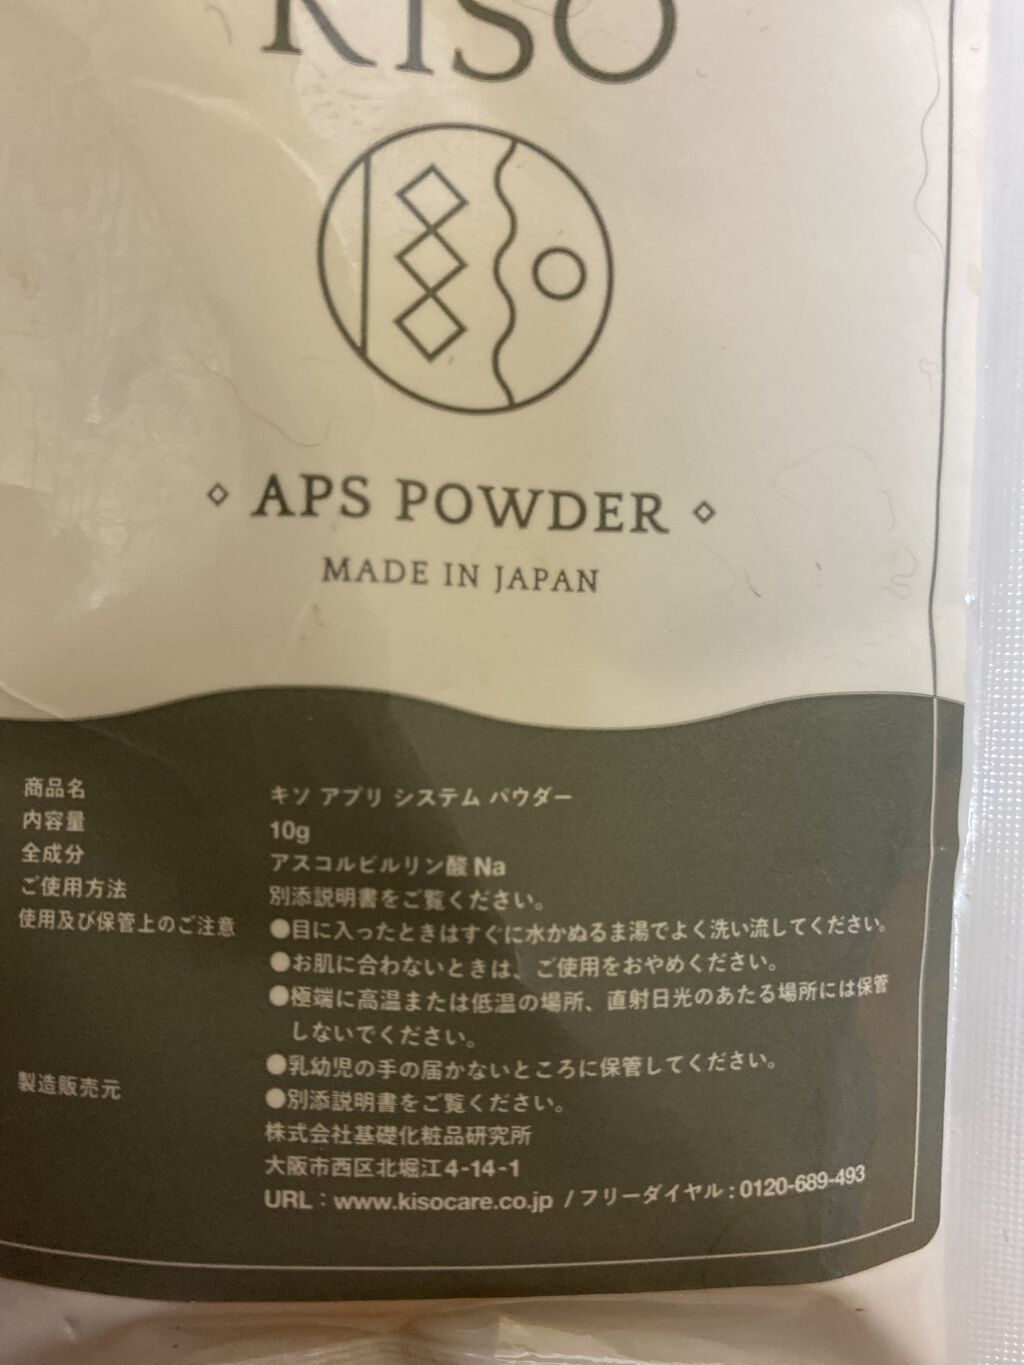 KISO
APS POWDER
MADE IN JAPAN
商品名 キソ アプリ システム パウダー
内容量 10g
全成分 アスコルビルリン酸Na
ご使用方法 別添説明書をご覧ください。
使用及び保管上のご注意 ●目に入ったときはすぐに水かぬるま湯でよく洗い流してください。
●お肌に合わないときは、ご使用をおやめください。
●極端に高温または低温の場所、直射日光のあたる場所には保管
しないでください。
●乳幼児の手の届かないところに保管してください。
●別添説明書をご覧ください。
製造販売元 株式会社基礎化粧品研究所
大阪市西区北堀江4-14-1
URL：www.kisocare.co.jp / フリーダイヤル：0120-689-493